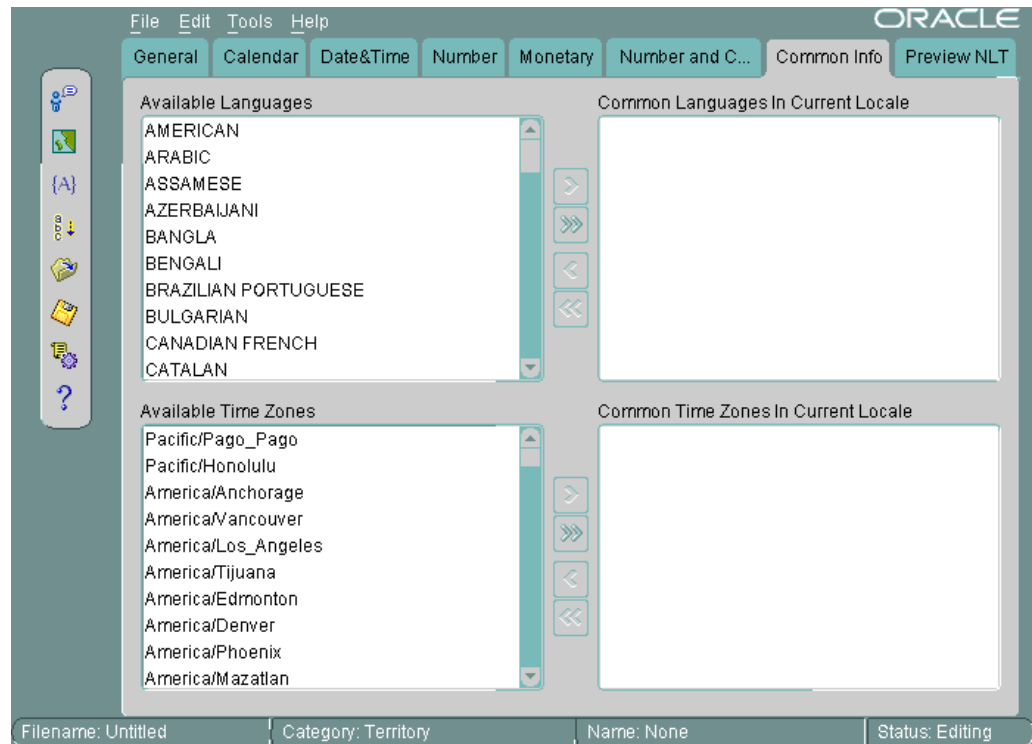 File Edit Tools Help
ORACLE
General Calendar Date&Time Number Monetary Number and C... Common Info Preview NLT
{A}
a
b
c
?
Available Languages
AMERICAN
ARABIC
ASSAMESE
AZERBAIJANI
BANGLA
BENGALI
BRAZILIAN PORTUGUESE
BULGARIAN
CANADIAN FRENCH
CATALAN
Common Languages In Current Locale
Available Time Zones
Pacific/Pago_Pago
Pacific/Honolulu
America/Anchorage
America/Vancouver
America/Los_Angeles
America/Tijuana
America/Edmonton
America/Denver
America/Phoenix
America/Mazatlan
Common Time Zones In Current Locale
Filename: Untitled Category: Territory Name: None Status: Editing